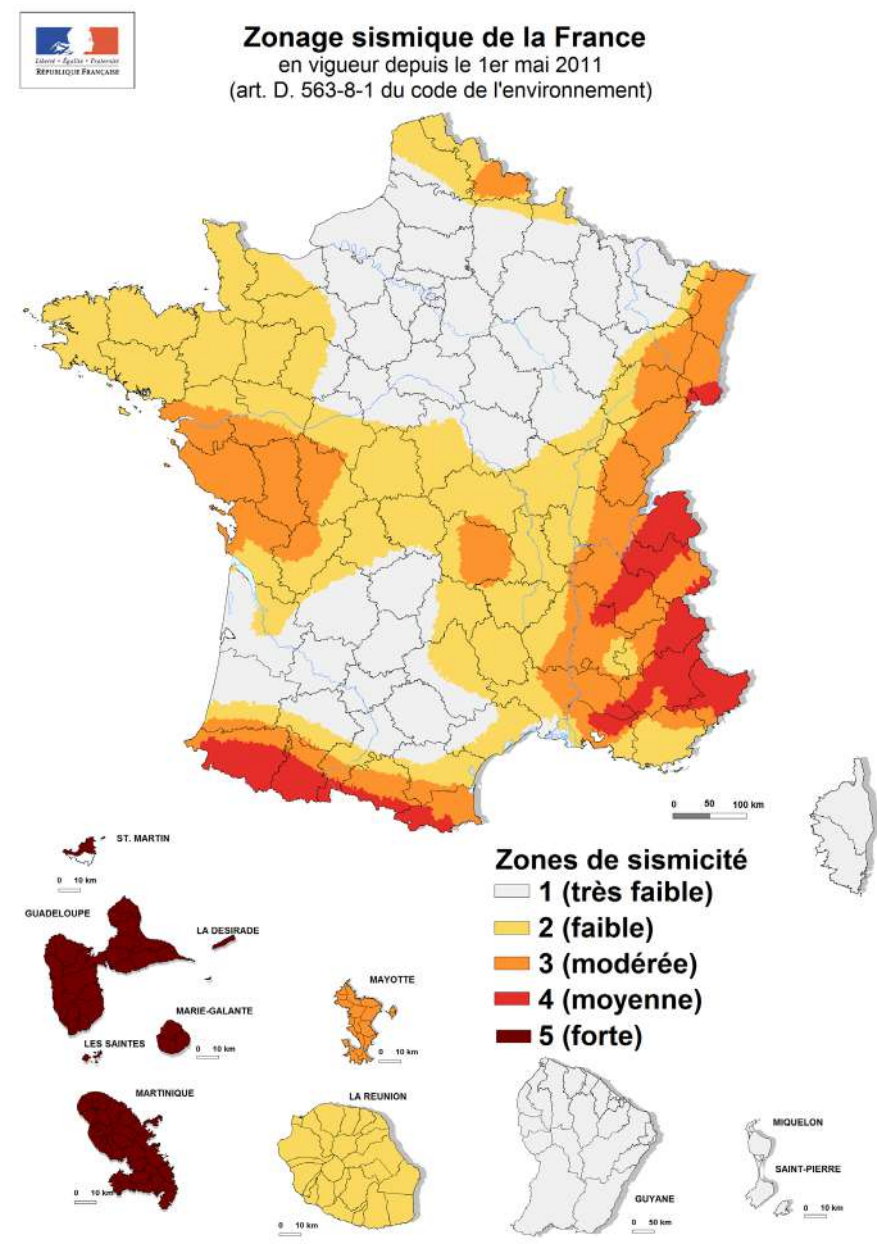 Zonage sismique de la France
en vigueur depuis le 1er mai 2011
(art. D. 563-8-1 du code de l'environnement)
Liberté • Égalité • Fraternité
RÉPUBLIQUE FRANÇAISE
0 50 100 km
ST. MARTIN
0 10 km
GUADELOUPE
LA DESIRADE
MARIE-GALANTE
0 10 km
LES SAINTES
MAYOTTE
0 10 km
Zones de sismicité
1 (très faible)
2 (faible)
3 (modérée)
4 (moyenne)
5 (forte)
MARTINIQUE
0 10 km
LA REUNION
0 10 km
GUYANE
0 50 km
MIQUELON
SAINT-PIERRE
0 10 km